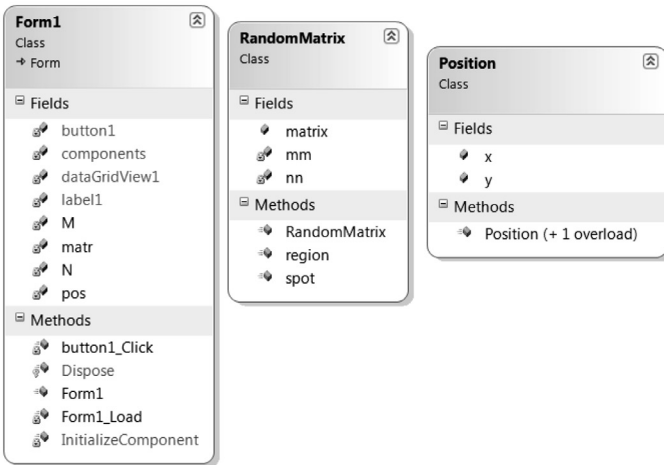 Form1
Class
Form
Fields
button1
components
dataGridView1
label1
M
matr
N
pos
Methods
button1_Click
Dispose
Form1
Form1_Load
InitializeComponent
RandomMatrix
Class
Fields
matrix
mm
nn
Methods
RandomMatrix
region
spot
Position
Class
Fields
x
y
Methods
Position (+ 1 overload)